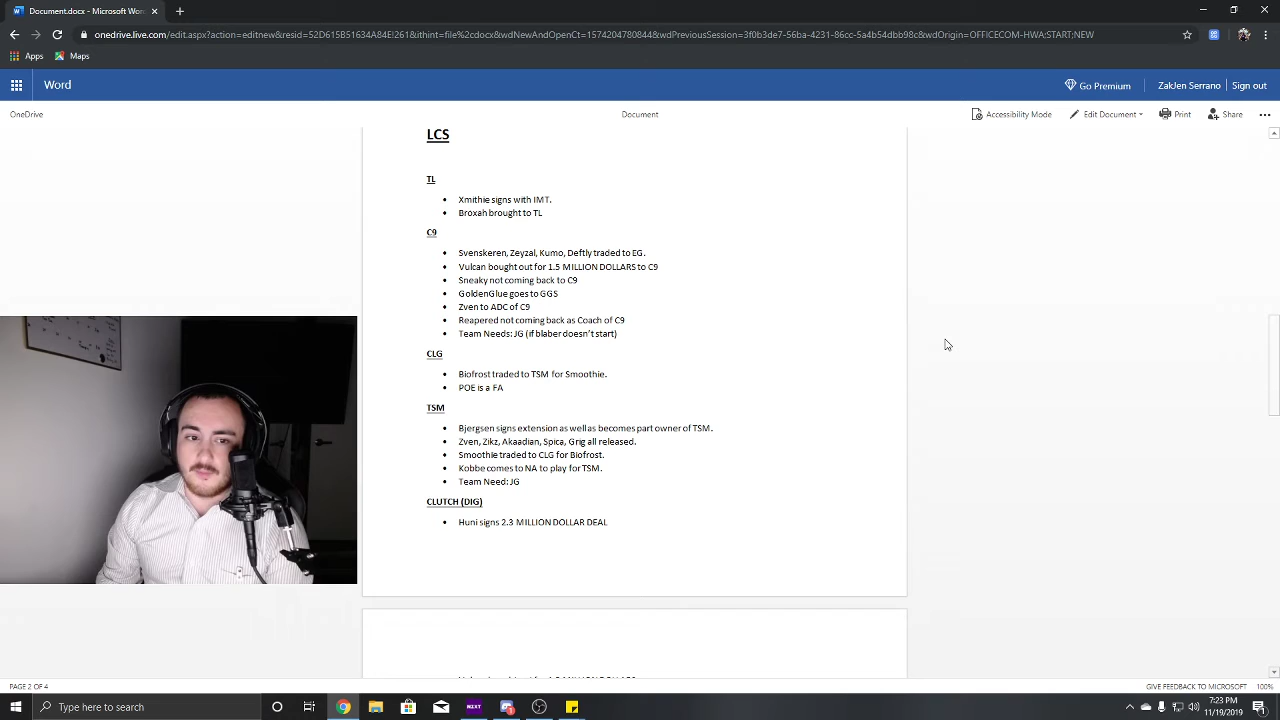 Document.docx - Microsoft Word
onedrive.live.com/edit.aspx?action=editnew&resid=52D615B51634A84E!261&ithint=file%2cdocx&wdNewAndOpenCt=1574204780844&wdPreviousSession=3f0b3de7-56ba-4231-86cc-5a4b54dbb98c&wdOrigin=OFFICECOM-HWA;START;NEW
Apps Maps
Word Go Premium ZakJen Serrano Sign out
OneDrive Document Accessibility Mode Edit Document Print Share
LCS
TL
Xmithie signs with IMT.
Broxah brought to TL
C9
Svenskeren, Zeyzal, Kumo, Deftly traded to EG.
Vulcan bought out for 1.5 MILLION DOLLARS to C9
Sneaky not coming back to C9
GoldenGlue goes to GGS
Zven to ADC of C9
Reapered not coming back as Coach of C9
Team Needs: JG (if blaber doesn't start)
CLG
Biofrost traded to TSM for Smoothie.
POE is a FA
TSM
Bjergsen signs extension as well as becomes part owner of TSM.
Zven, Zikz, Akaadian, Spica, Grig all released.
Smoothie traded to CLG for Biofrost.
Kobbe comes to NA to play for TSM.
Team Need: JG
CLUTCH (DIG)
Huni signs 2.3 MILLION DOLLAR DEAL
PAGE 2 OF 4 GIVE FEEDBACK TO MICROSOFT 100%
Type here to search
7:23 PM
11/19/2019